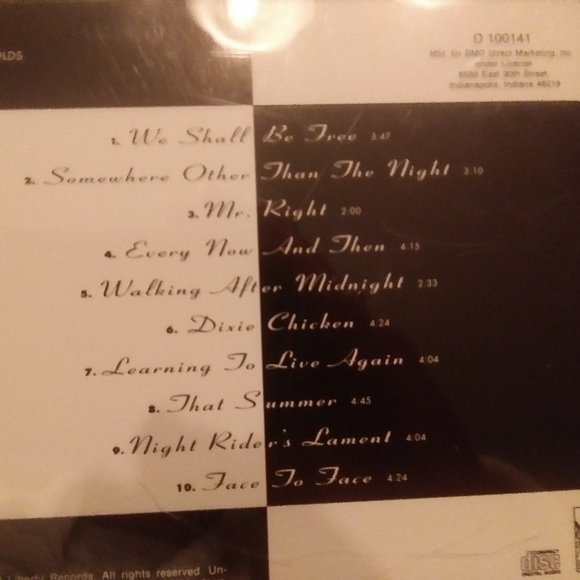 OLDS
D 100141
Mfd. for BMG Direct Marketing, Inc.
under License
6550 East 30th Street,
Indianapolis, Indiana 46219
1. We Shall Be Free 3:47
2. Somewhere Other Than The Night 3:10
3. Mr. Right 2:00
4. Every Now And Then 4:15
5. Walking After Midnight 2:33
6. Dixie Chicken 4:24
7. Learning To Live Again 4:04
8. That Summer 4:45
9. Night Rider's Lament 4:04
10. Face To Face 4:24
Liberty Records. All rights reserved. Un-
disc